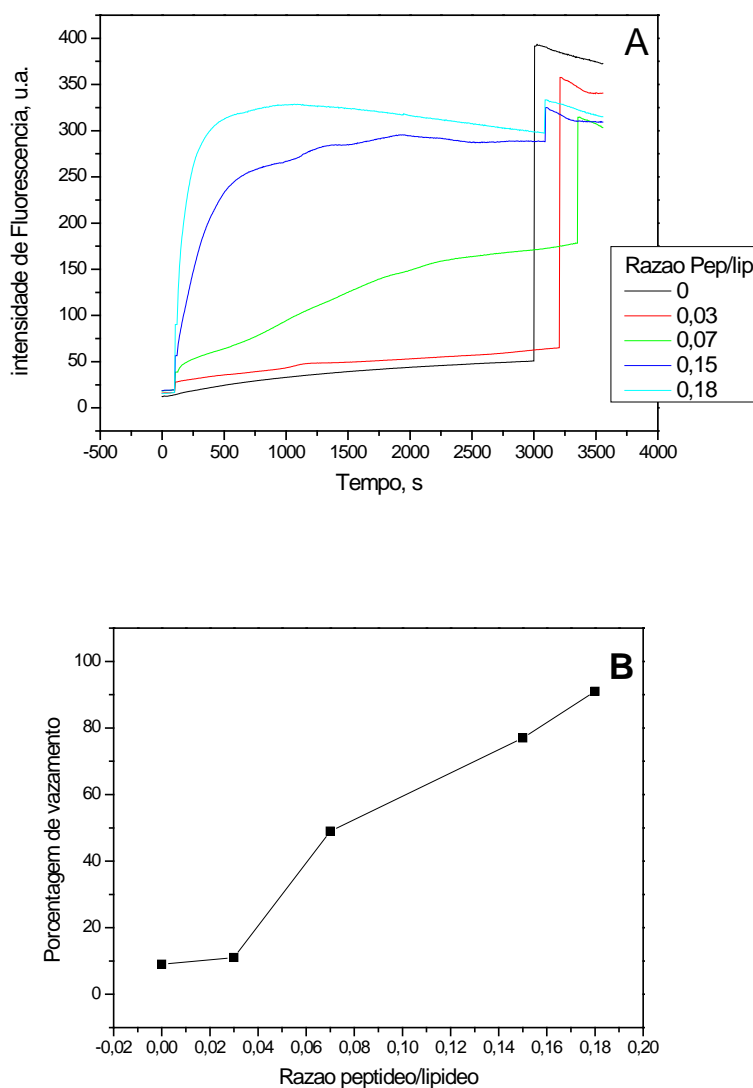 A
400
350
300
250
200
150
100
50
0
intensidade de Fluorescencia, u.a.
-500 0 500 1000 1500 2000 2500 3000 3500 4000
Tempo, s
Razao Pep/lip
0
0,03
0,07
0,15
0,18
B
100
80
60
40
20
0
Porcentagem de vazamento
-0,02 0,00 0,02 0,04 0,06 0,08 0,10 0,12 0,14 0,16 0,18 0,20
Razao peptideo/lipideo